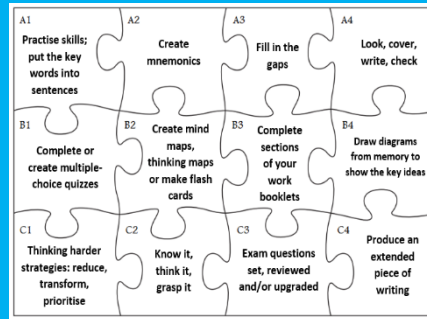 A1
Practise skills;
put the key
words into
sentences
A2
Create
mnemonics
A3
Fill in the
gaps
A4
Look, cover,
write, check
B1
Complete or
create multiple-
choice quizzes
B2
Create mind
maps,
thinking maps
or make flash
cards
B3
Complete
sections
of your
work
booklets
B4
Draw diagrams
from memory to
show the key ideas
C1
Thinking harder
strategies: reduce,
transform,
prioritise
C2
Know it,
think it,
grasp it
C3
Exam questions
set, reviewed
and/or upgraded
C4
Produce an
extended
piece of
writing